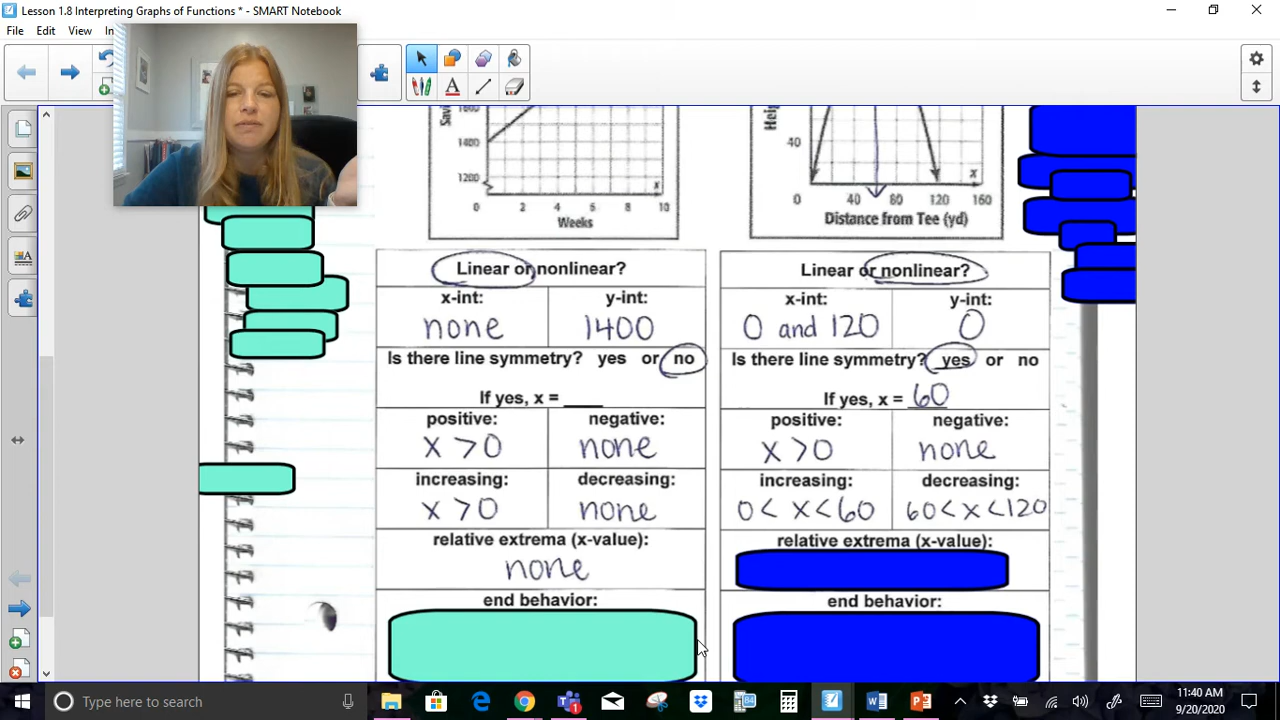 Lesson 1.8 Interpreting Graphs of Functions * - SMART Notebook
File Edit View
1400
1200
x
0 2 4 5 6 8 10
Weeks
40
x
0 40 80 120 160
Distance from Tee (yd)
Linear or nonlinear?
x-int: y-int:
none 1400
Is there line symmetry? yes or no
If yes, x = ___
positive: negative:
x > 0 none
increasing: decreasing:
x > 0 none
relative extrema (x-value):
none
end behavior:
Linear or nonlinear?
x-int: y-int:
0 and 120 0
Is there line symmetry? yes or no
If yes, x = 60
positive: negative:
x > 0 none
increasing: decreasing:
0 < x < 60 60 < x < 120
relative extrema (x-value):
end behavior:
Type here to search
11:40 AM
9/20/2020